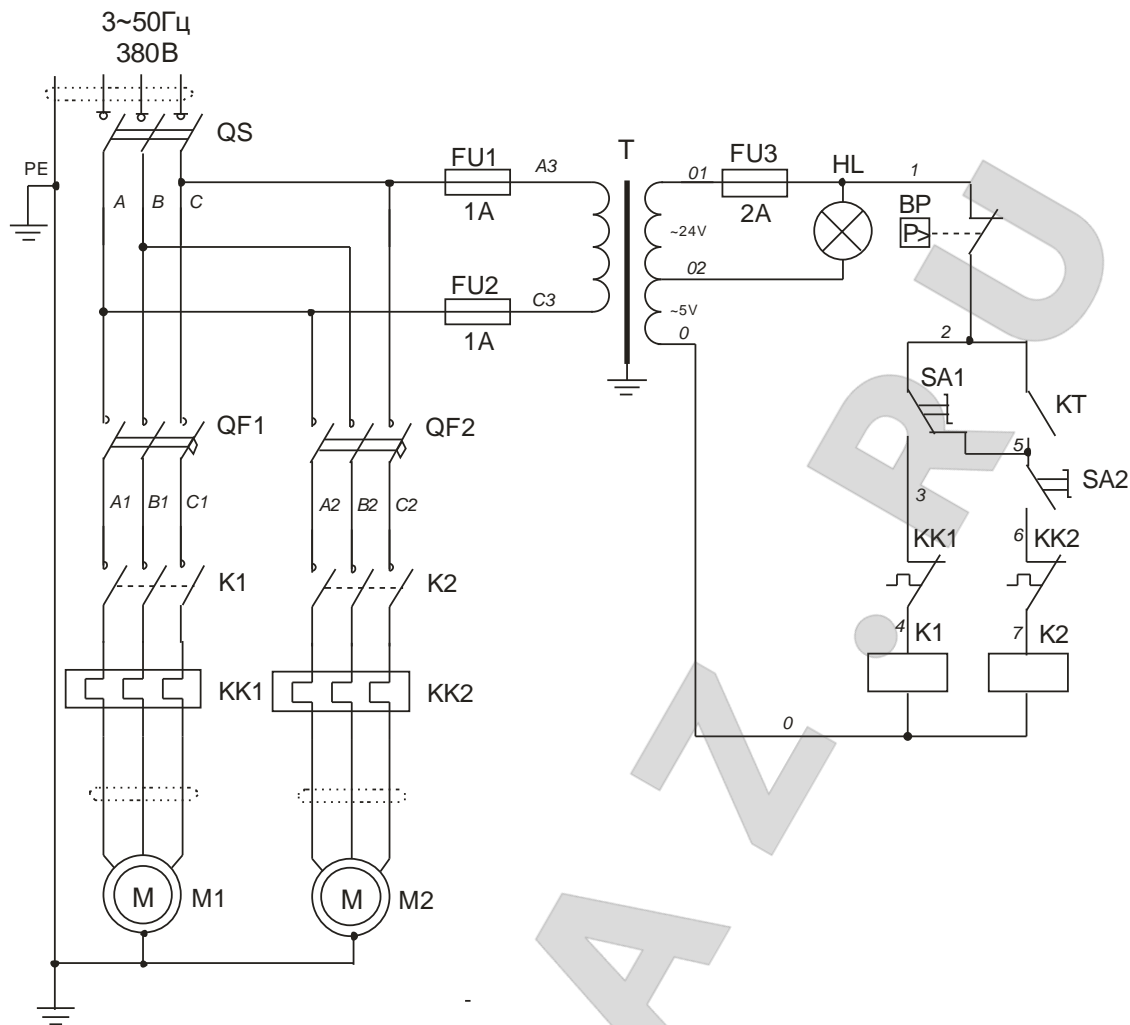 3~50Гц
380В
QS
PE
A B C
FU1
A3
1A
FU2
C3
1A
T
01
FU3
2A
HL
1
~24V
02
~5V
0
BP
P>
2
SA1
KT
5
SA2
3
6
KK1
KK2
4
K1
7
K2
0
QF1
QF2
A1 B1 C1
A2 B2 C2
K1
K2
KK1
KK2
M
M1
M
M2
-
AZ.RU